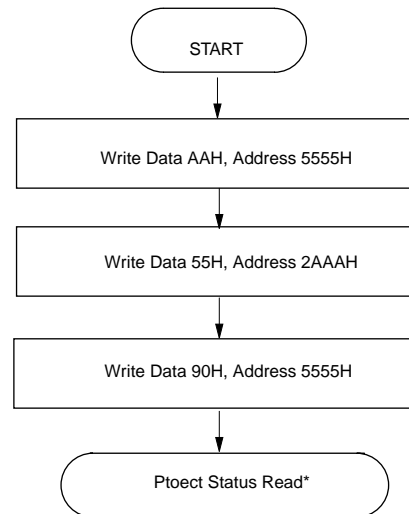 START
Write Data AAH, Address 5555H
Write Data 55H, Address 2AAAH
Write Data 90H, Address 5555H
Ptoect Status Read*